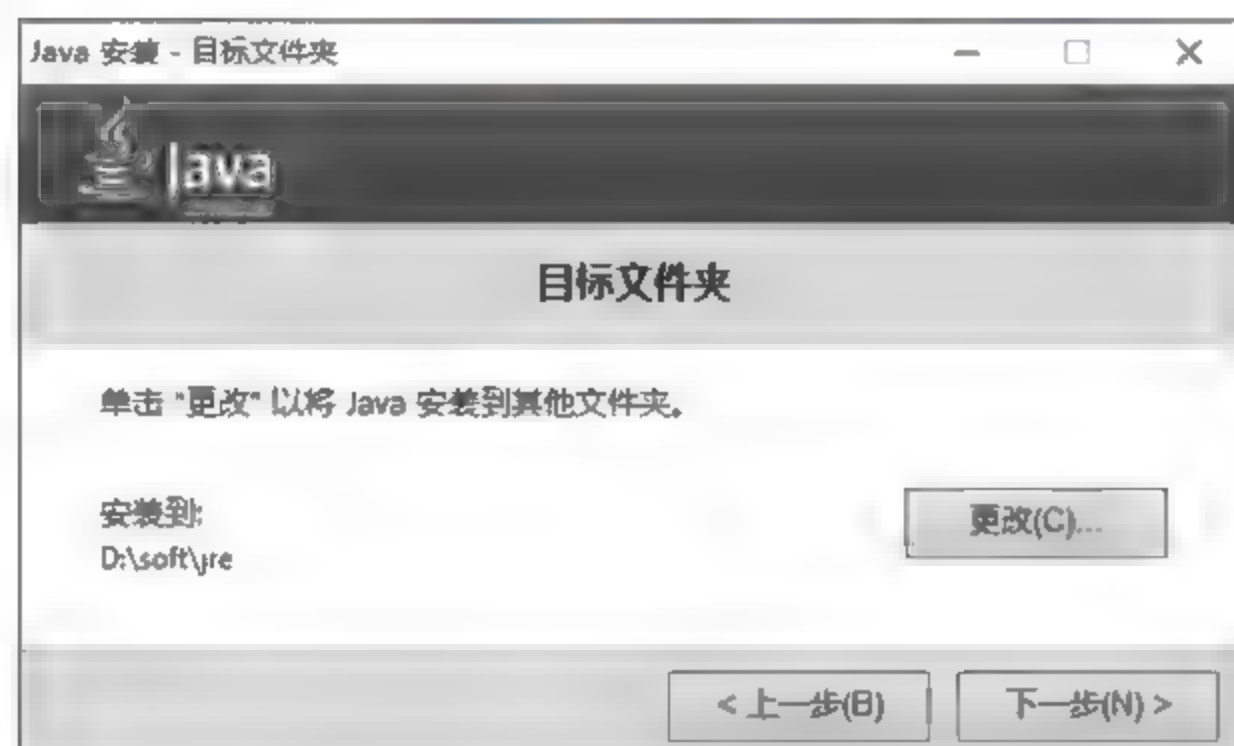 Java 安装 - 目标文件夹
Java
目标文件夹
单击 "更改" 以将 Java 安装到其他文件夹。
安装到:
更改(C)...
D:\soft\jre
< 上一步(B)
下一步(N) >